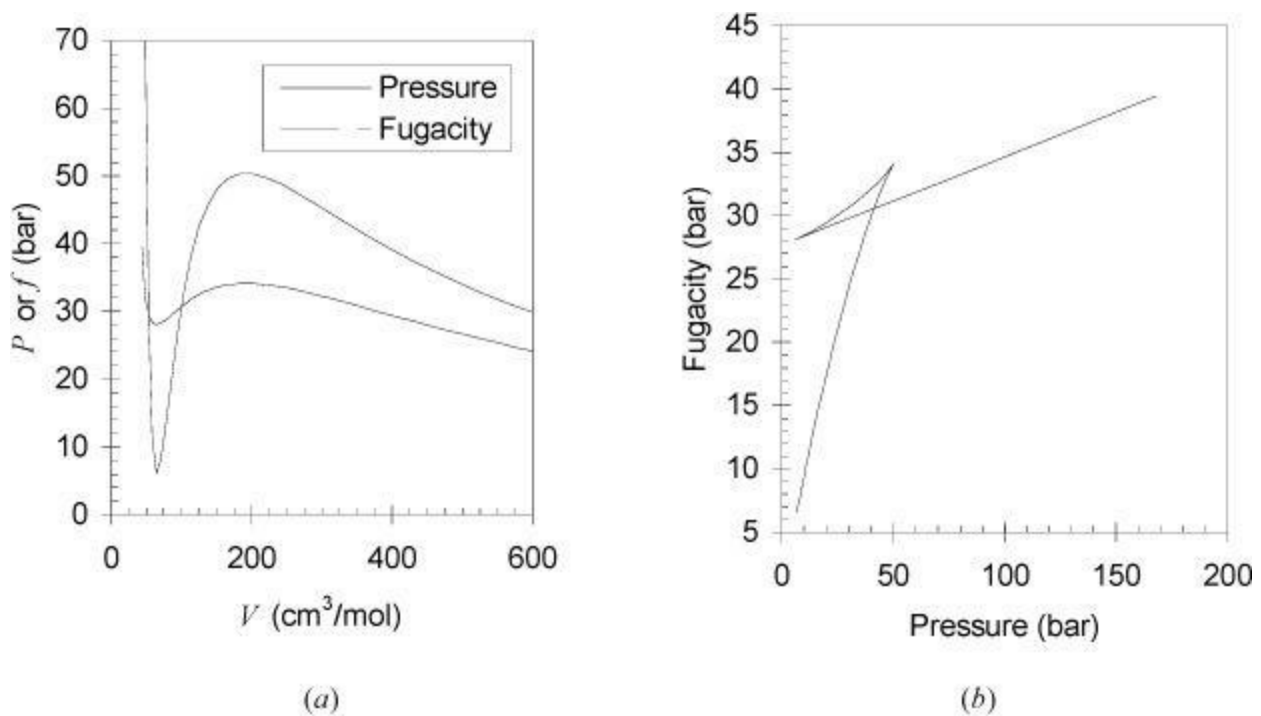 70
60
50
40
30
20
10
0
P or f (bar)
Pressure
Fugacity
0 200 400 600
V (cm³/mol)
(a)
45
40
35
30
25
20
15
10
5
Fugacity (bar)
0 50 100 150 200
Pressure (bar)
(b)